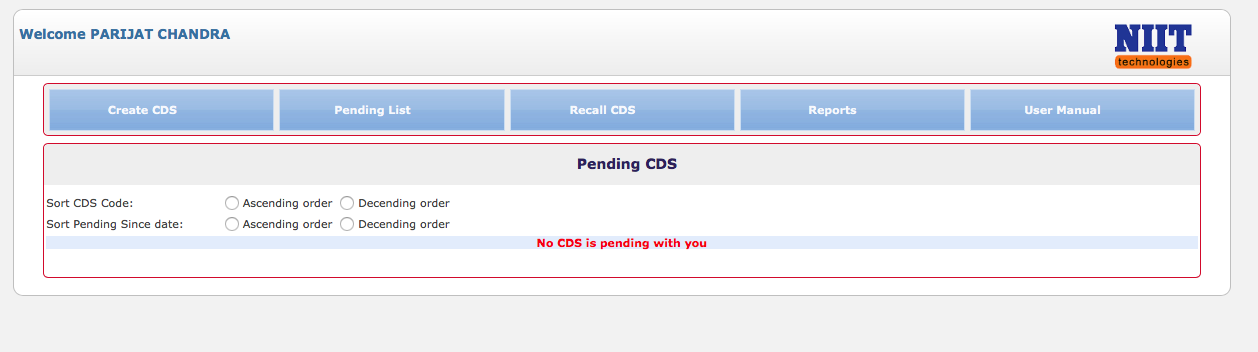 Welcome PARIJAT CHANDRA
NIIT
technologies
Create CDS Pending List Recall CDS Reports User Manual
Pending CDS
Sort CDS Code: Ascending order Decending order
Sort Pending Since date: Ascending order Decending order
No CDS is pending with you